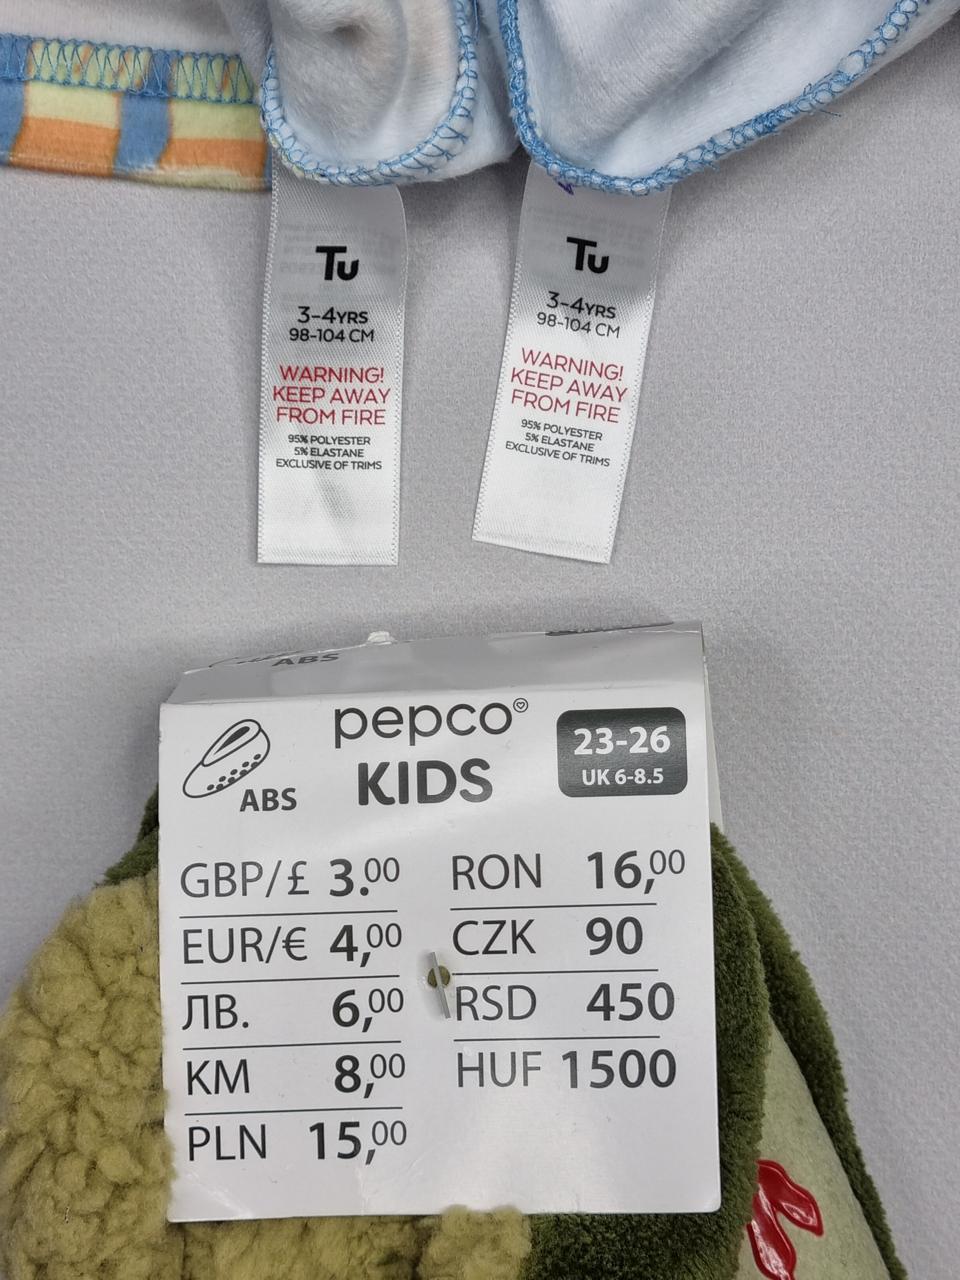 Tu
3-4YRS
98-104 CM
WARNING!
KEEP AWAY
FROM FIRE
95% POLYESTER
5% ELASTANE
EXCLUSIVE OF TRIMS
Tu
3-4YRS
98-104 CM
WARNING!
KEEP AWAY
FROM FIRE
95% POLYESTER
5% ELASTANE
EXCLUSIVE OF TRIMS
ABS
pepco
KIDS
23-26
UK 6-8.5
ABS
GBP/£ 3.00
EUR/€ 4,00
ЛВ. 6,00
KM 8,00
PLN 15,00
RON 16,00
CZK 90
RSD 450
HUF 1500